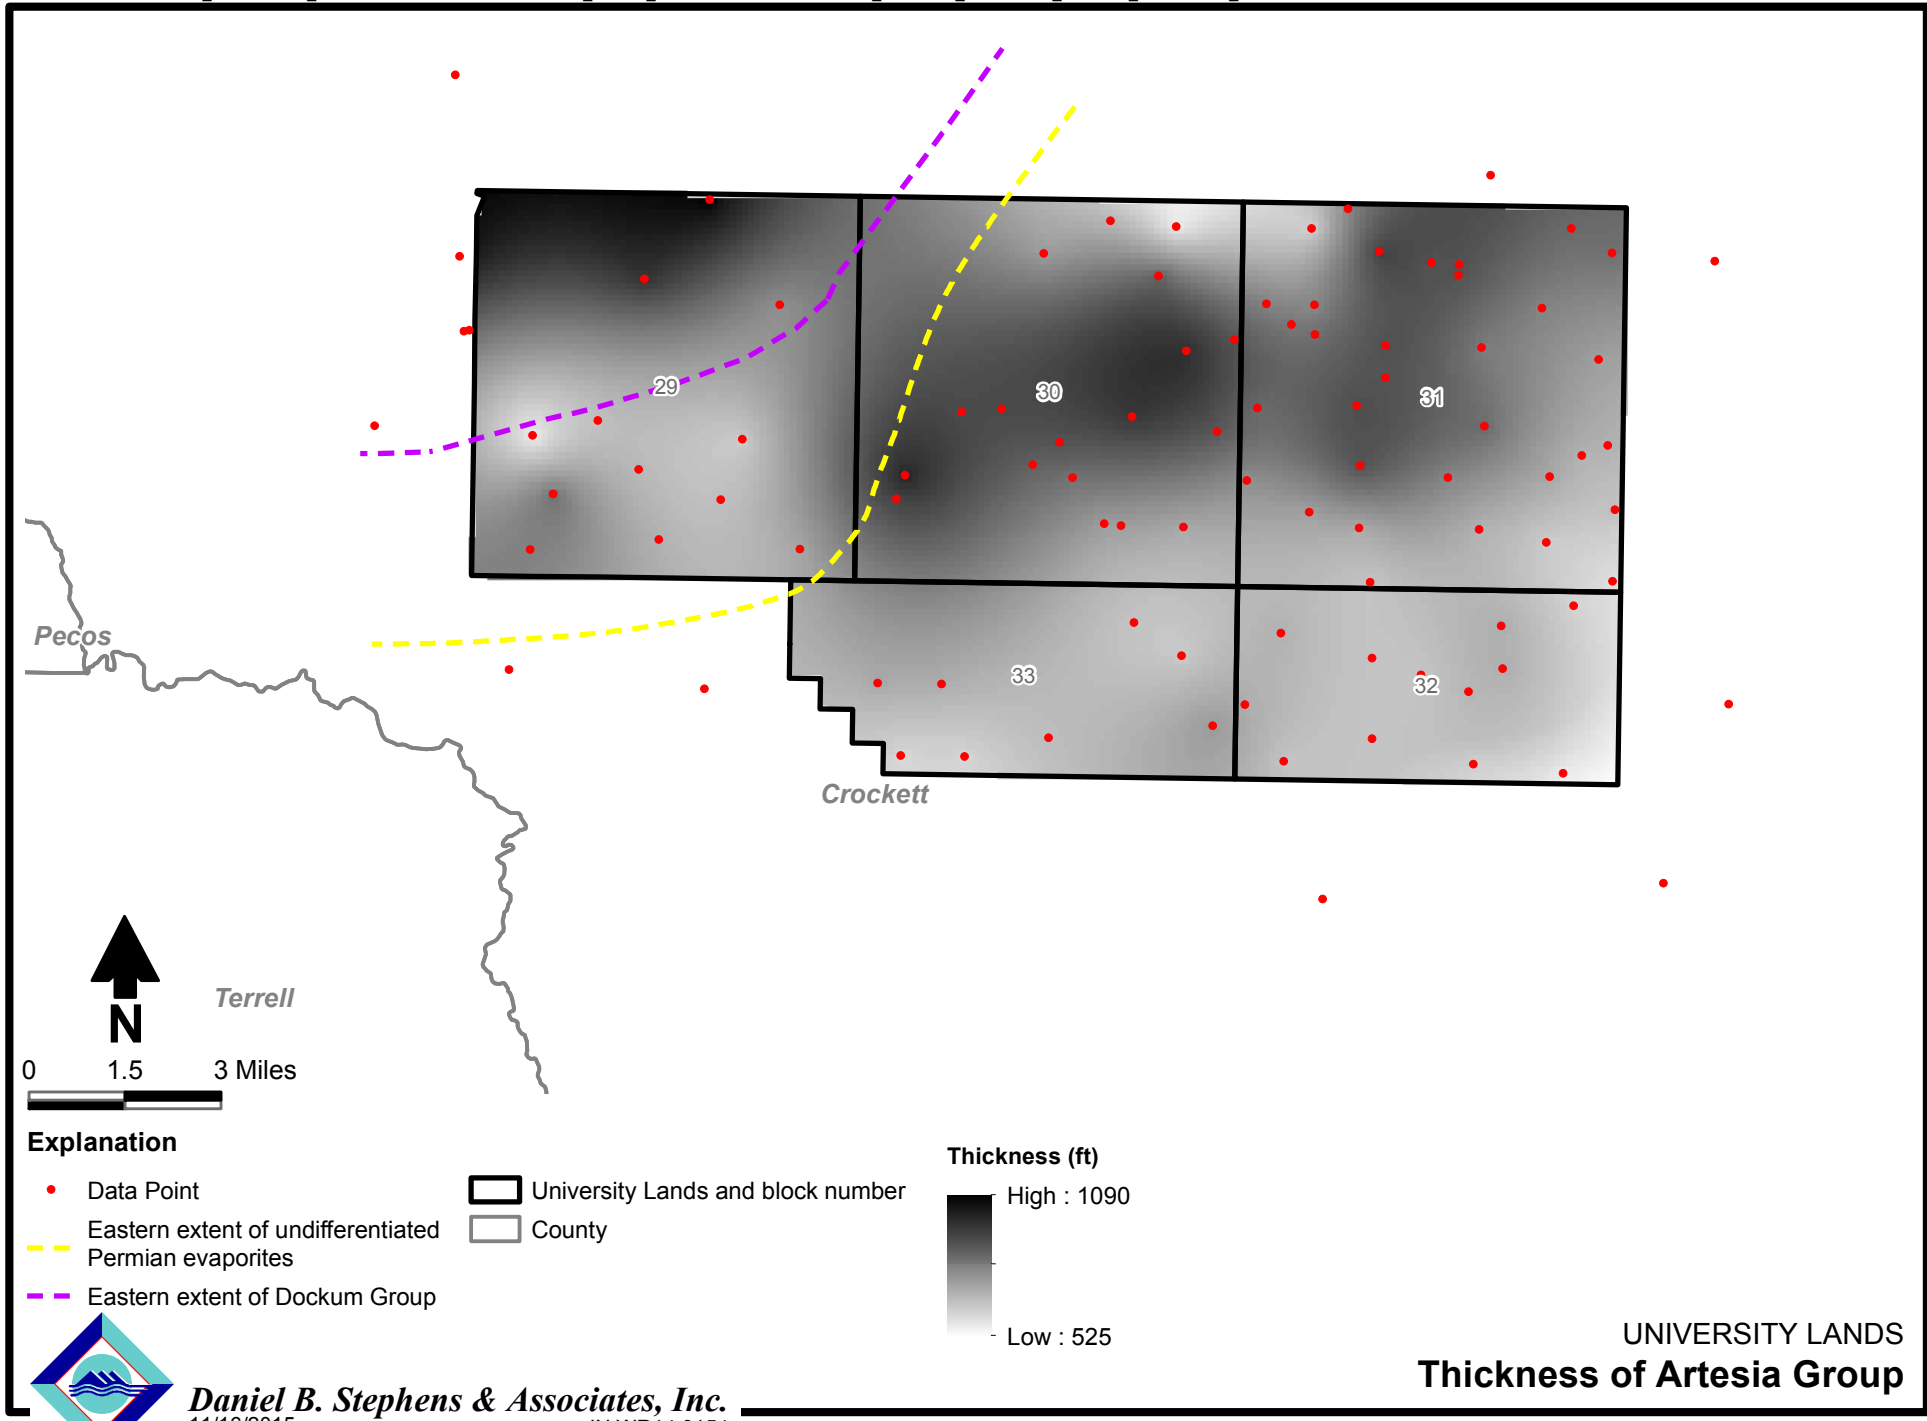 29
30
31
33
32
Pecos
Crockett
Terrell
N
0 1.5 3 Miles
Explanation
Data Point
Eastern extent of undifferentiated
Permian evaporites
Eastern extent of Dockum Group
University Lands and block number
County
Thickness (ft)
High : 1090
Low : 525
UNIVERSITY LANDS
Thickness of Artesia Group
Daniel B. Stephens & Associates, Inc.